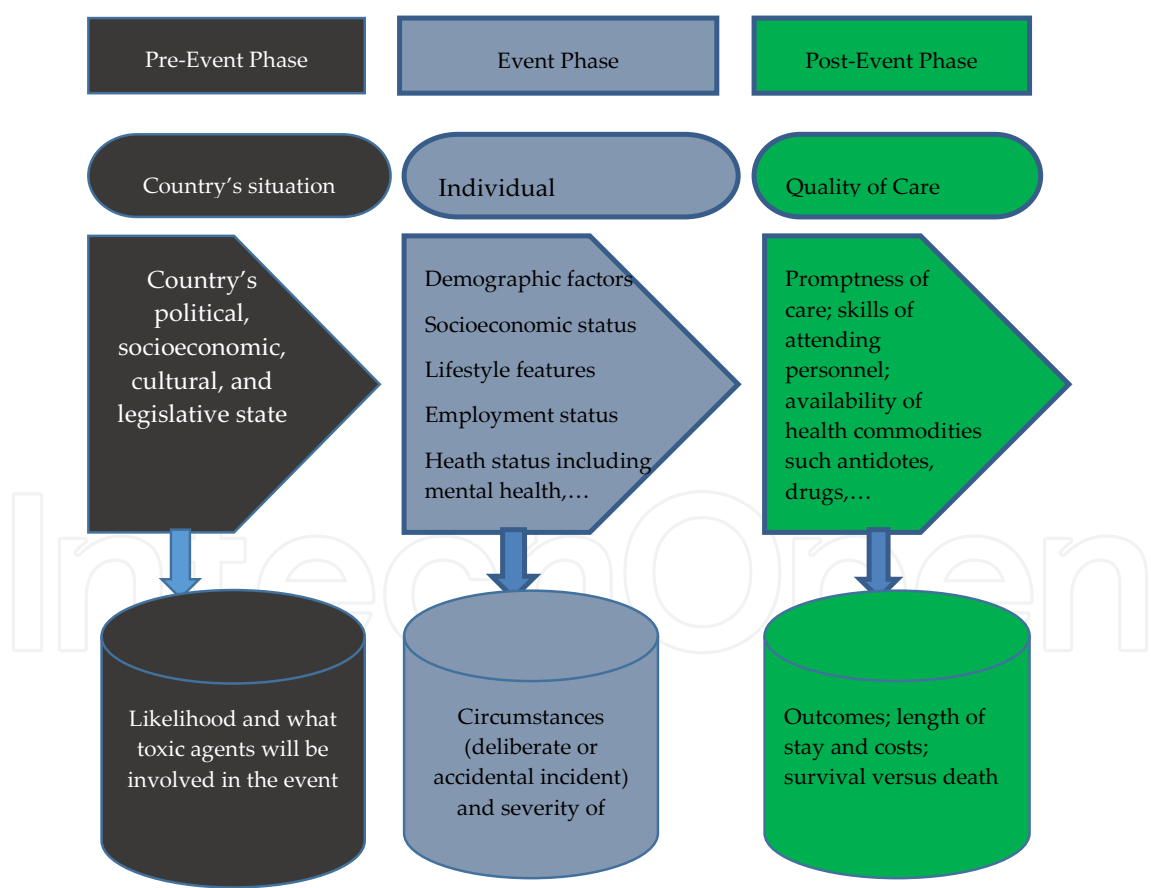 Pre-Event Phase
Event Phase
Post-Event Phase
Country's situation
Individual
Quality of Care
Country's
political,
socioeconomic,
cultural, and
legislative state
Demographic factors
Socioeconomic status
Lifestyle features
Employment status
Heath status including
mental health,...
Promptness of
care; skills of
attending
personnel;
availability of
health commodities
such antidotes,
drugs,...
IntechOpen
Likelihood and what
toxic agents will be
involved in the event
Circumstances
(deliberate or
accidental incident)
and severity of
Outcomes; length of
stay and costs;
survival versus death